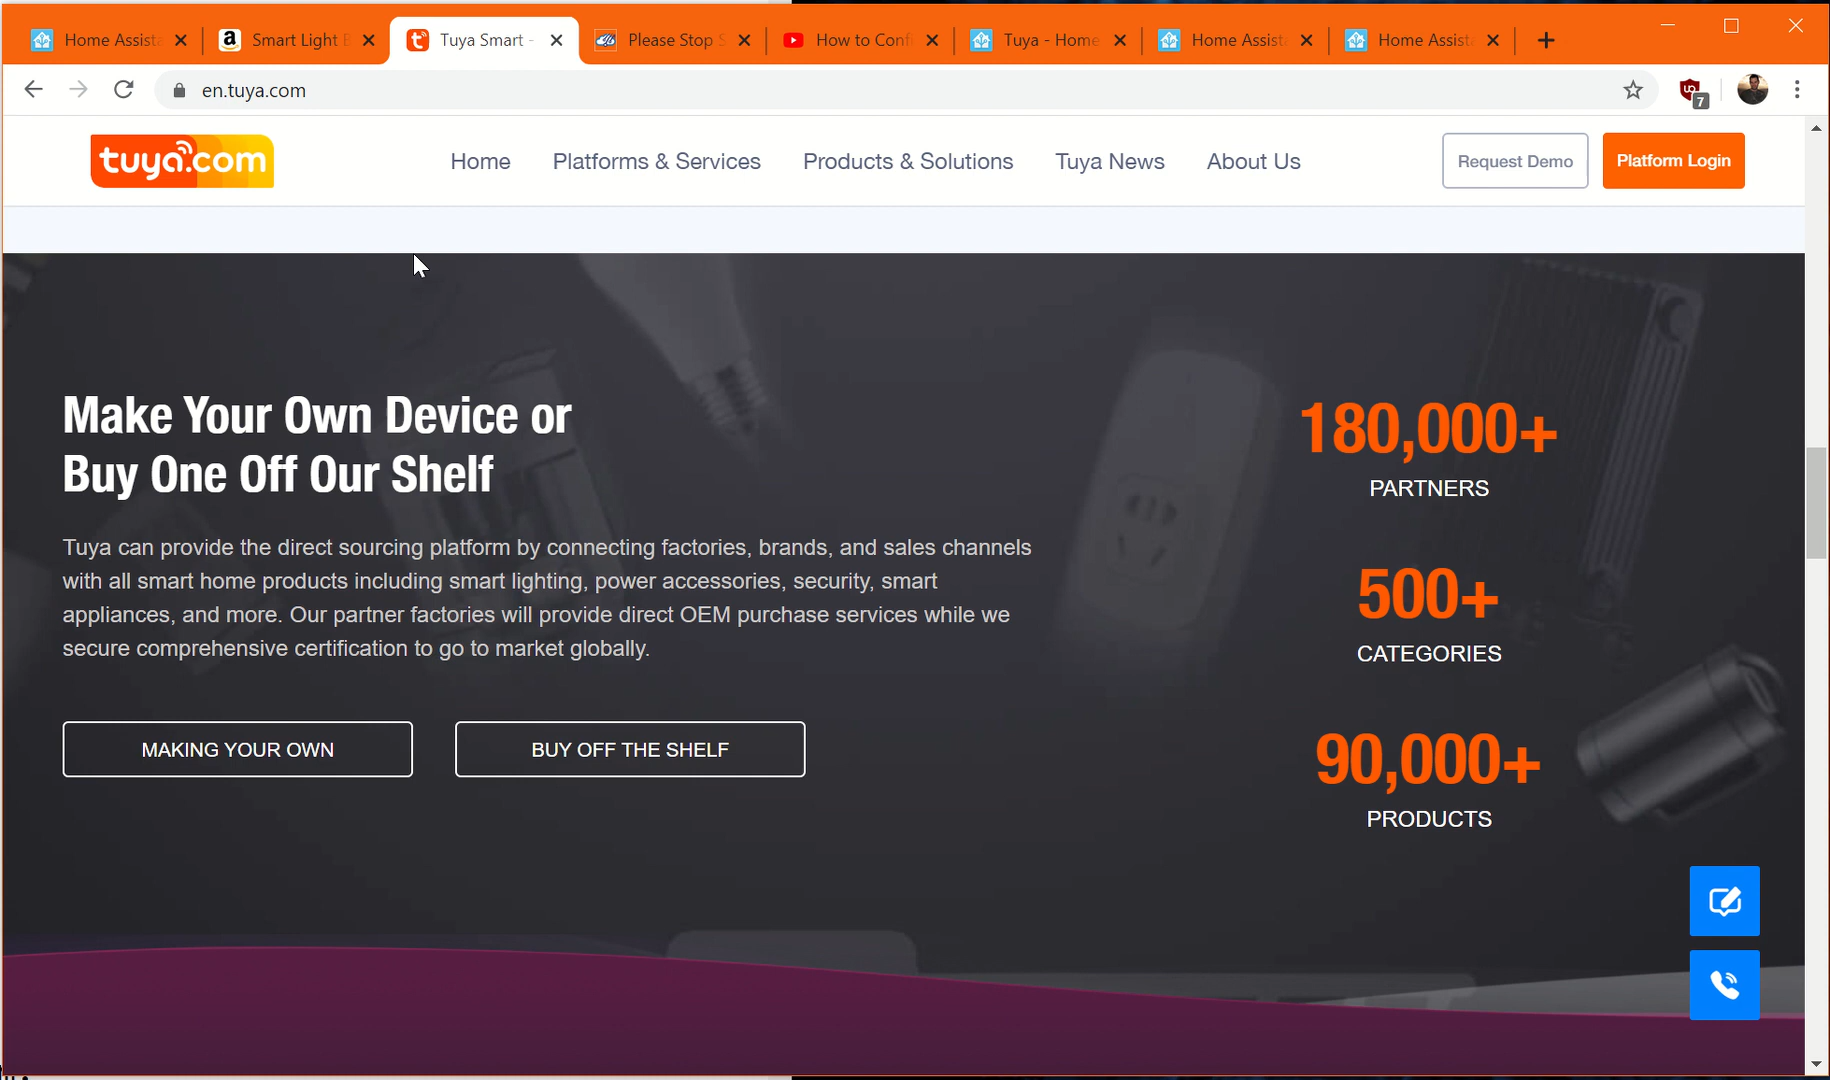 Home Assist
Smart Light
Tuya Smart -
Please Stop
How to Conf
Tuya - Home
Home Assist
Home Assist
en.tuya.com
7
tuya.com
Home
Platforms & Services
Products & Solutions
Tuya News
About Us
Request Demo
Platform Login
Make Your Own Device or
Buy One Off Our Shelf
Tuya can provide the direct sourcing platform by connecting factories, brands, and sales channels
with all smart home products including smart lighting, power accessories, security, smart
appliances, and more. Our partner factories will provide direct OEM purchase services while we
secure comprehensive certification to go to market globally.
MAKING YOUR OWN
BUY OFF THE SHELF
180,000+
PARTNERS
500+
CATEGORIES
90,000+
PRODUCTS